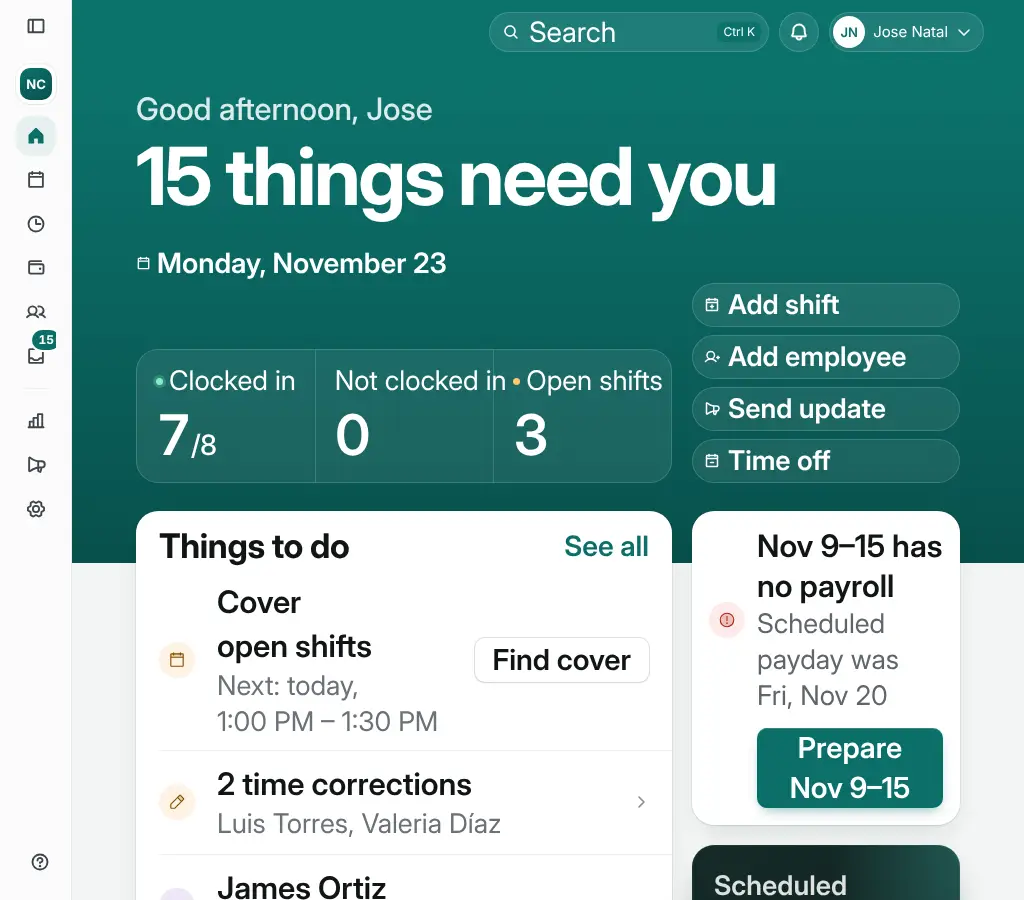 Search
Ctrl K
JN
Jose Natal
NC
Good afternoon, Jose
15 things need you
Monday, November 23
15
Add shift
Add employee
Send update
Time off
Clocked in
7/8
Not clocked in
0
Open shifts
3
Things to do
See all
Cover
open shifts
Next: today,
1:00 PM – 1:30 PM
Find cover
2 time corrections
Luis Torres, Valeria Díaz
James Ortiz
Nov 9–15 has
no payroll
Scheduled
payday was
Fri, Nov 20
Prepare
Nov 9–15
Scheduled